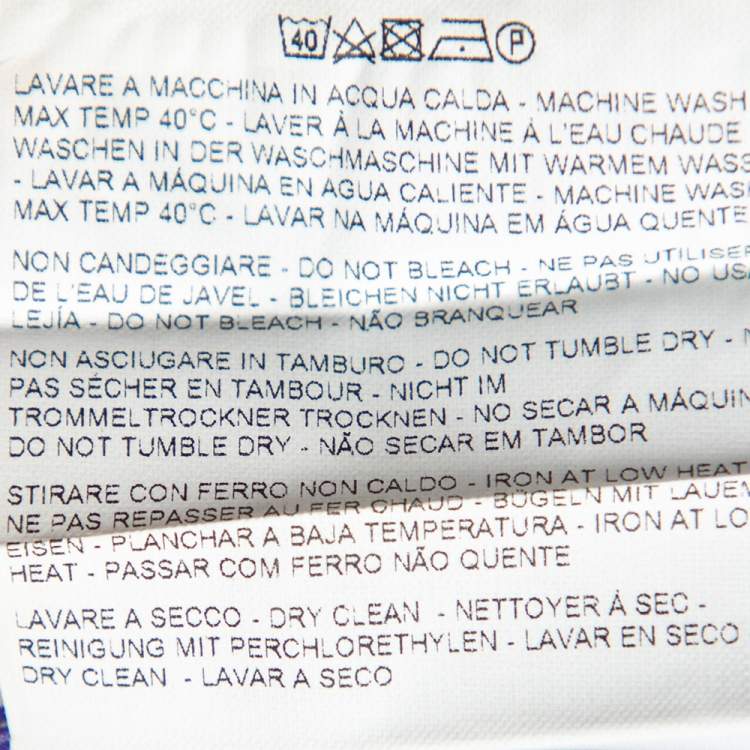 40 P
LAVARE A MACCHINA IN ACQUA CALDA - MACHINE WASH
MAX TEMP 40°C - LAVER À LA MACHINE À L'EAU CHAUDE
WASCHEN IN DER WASCHMASCHINE MIT WARMEM WASS
- LAVAR A MÁQUINA EN AGUA CALIENTE - MACHINE WASH
MAX TEMP 40°C - LAVAR NA MÁQUINA EM ÁGUA QUENTE
NON CANDEGGIARE - DO NOT BLEACH - NE PAS UTILISER
DE L'EAU DE JAVEL - BLEICHEN NICHT ERLAUBT - NO USA
LEJÍA - DO NOT BLEACH - NÃO BRANQUEAR
NON ASCIUGARE IN TAMBURO - DO NOT TUMBLE DRY - N
PAS SÉCHER EN TAMBOUR - NICHT IM
TROMMELTROCKNER TROCKNEN - NO SECAR A MÁQUIN
DO NOT TUMBLE DRY - NÃO SECAR EM TAMBOR
STIRARE CON FERRO NON CALDO - IRON AT LOW HEAT
NE PAS REPASSER AU FER CHAUD - BÜGELN MIT LAUEM
EISEN - PLANCHAR A BAJA TEMPERATURA - IRON AT LO
HEAT - PASSAR COM FERRO NÃO QUENTE
LAVARE A SECCO - DRY CLEAN - NETTOYER À SEC -
REINIGUNG MIT PERCHLORETHYLEN - LAVAR EN SECO
DRY CLEAN - LAVAR A SECO